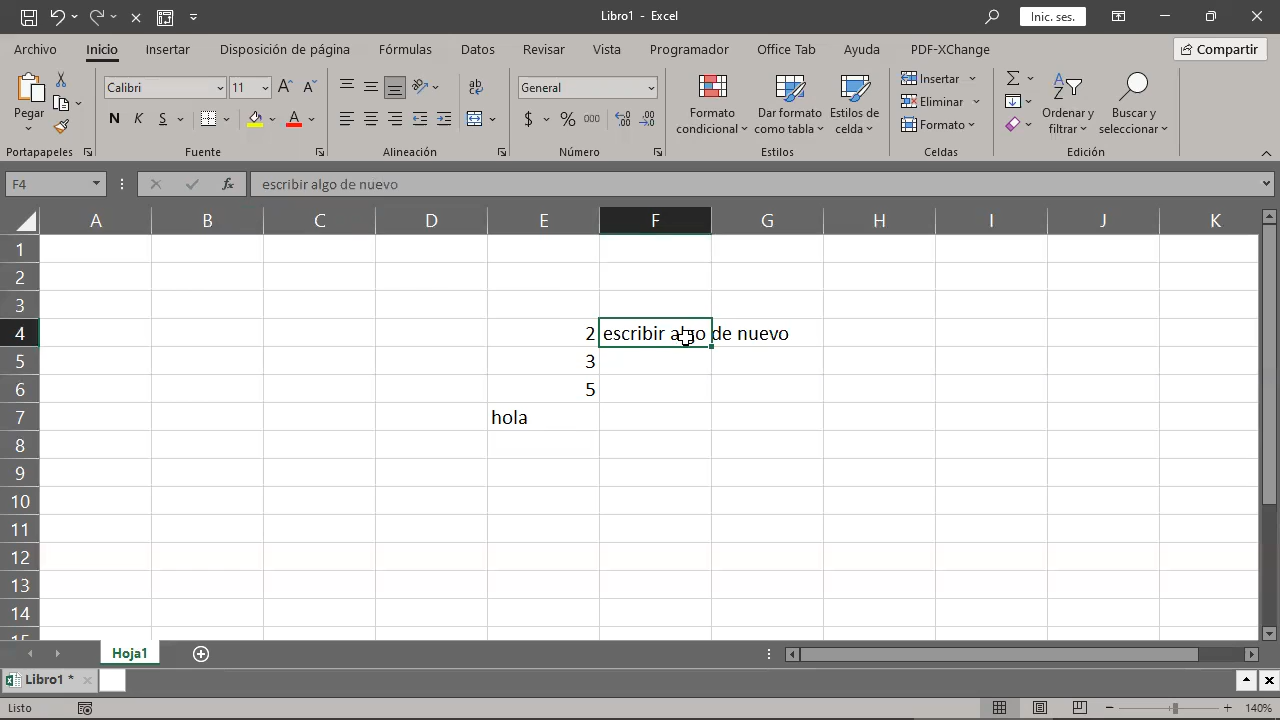 Libro1 - Excel
Inic. ses.
Archivo Inicio Insertar Disposición de página Fórmulas Datos Revisar Vista Programador Office Tab Ayuda PDF-XChange Compartir
Pegar
Portapapeles
Calibri 11
N K S A
Fuente
Alineación
General
$ % 000
Número
Formato condicional
Dar formato como tabla
Estilos de celda
Estilos
Insertar
Eliminar
Formato
Celdas
Ordenar y filtrar
Buscar y seleccionar
Edición
F4 fx escribir algo de nuevo
A B C D E F G H I J K
1
2
3
4 2 escribir algo de nuevo
5 3
6 5
7 hola
8
9
10
11
12
13
14
15
Hoja1
Libro1 *
Listo 140%